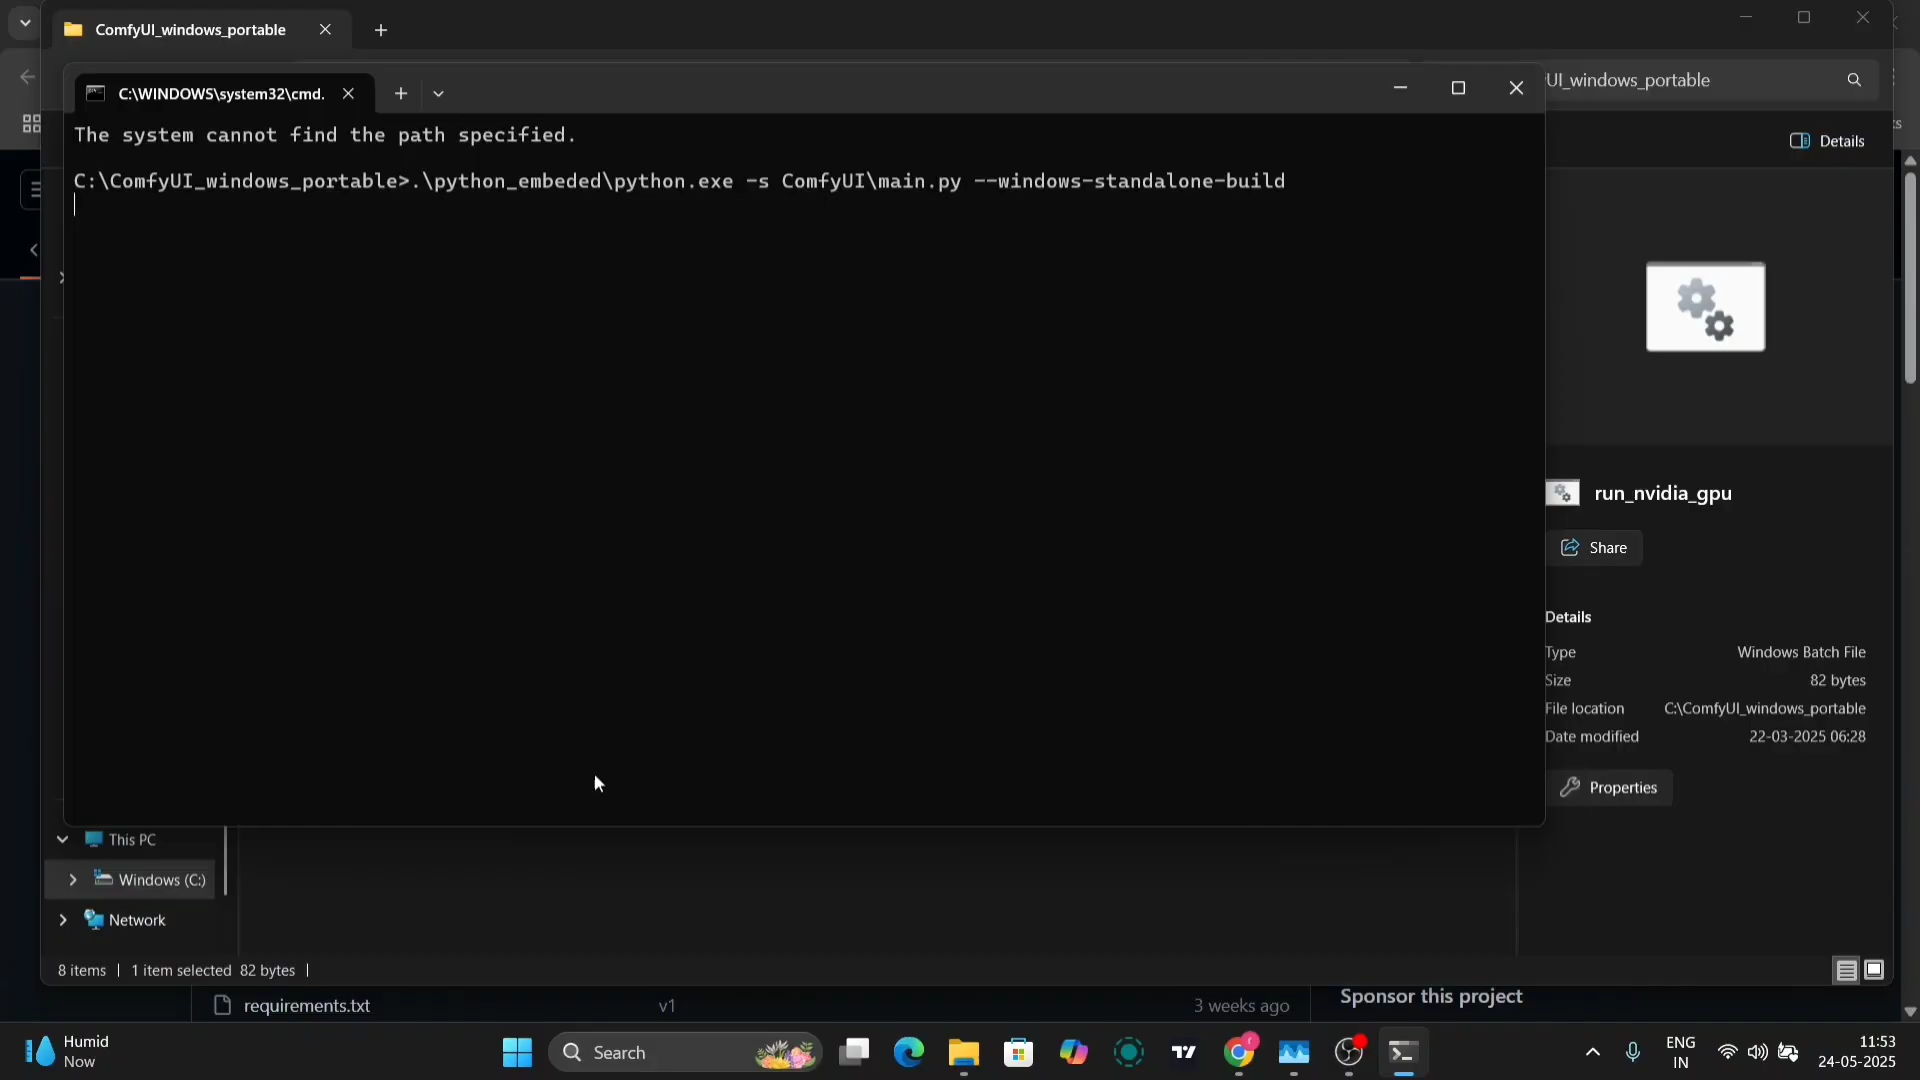 ComfyUI_windows_portable
C:\WINDOWS\system32\cmd.
UI_windows_portable
The system cannot find the path specified.
Details
C:\ComfyUI_windows_portable>.\python_embeded\python.exe -s ComfyUI\main.py --windows-standalone-build
run_nvidia_gpu
Share
Details
Type Windows Batch File
Size 82 bytes
File location C:\ComfyUI_windows_portable
Date modified 22-03-2025 06:28
Properties
This PC
Windows (C:)
Network
8 items | 1 item selected 82 bytes |
requirements.txt v1 3 weeks ago
Sponsor this project
Humid
Now
Search
ENG
IN
11:53
24-05-2025